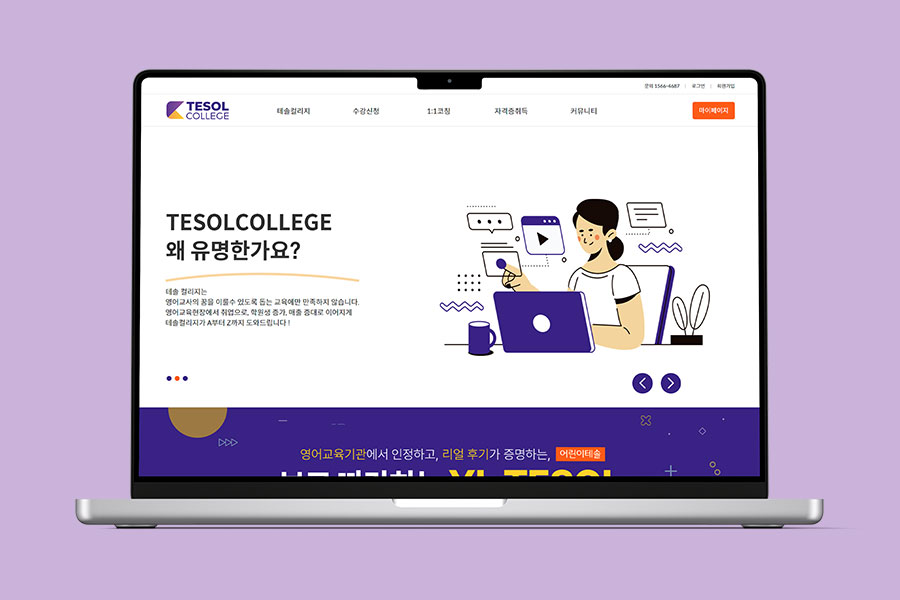 문의 1566-4687 | 로그인 | 회원가입
TESOL
COLLEGE
테솔컬리지 수강신청 1:1코칭 자격증취득 커뮤니티
마이페이지
TESOLCOLLEGE
왜 유명한가요?
테솔 컬리지는
영어교사의 꿈을 이룰수 있도록 돕는 교육에만 만족하지 않습니다.
영어교육현장에서 취업으로, 학원생 증가, 매출 증대로 이어지게
테솔컬리지가 A부터 Z까지 도와드립니다 !
영어교육기관에서 인정하고, 리얼 후기가 증명하는, 어린이테솔
TESOL